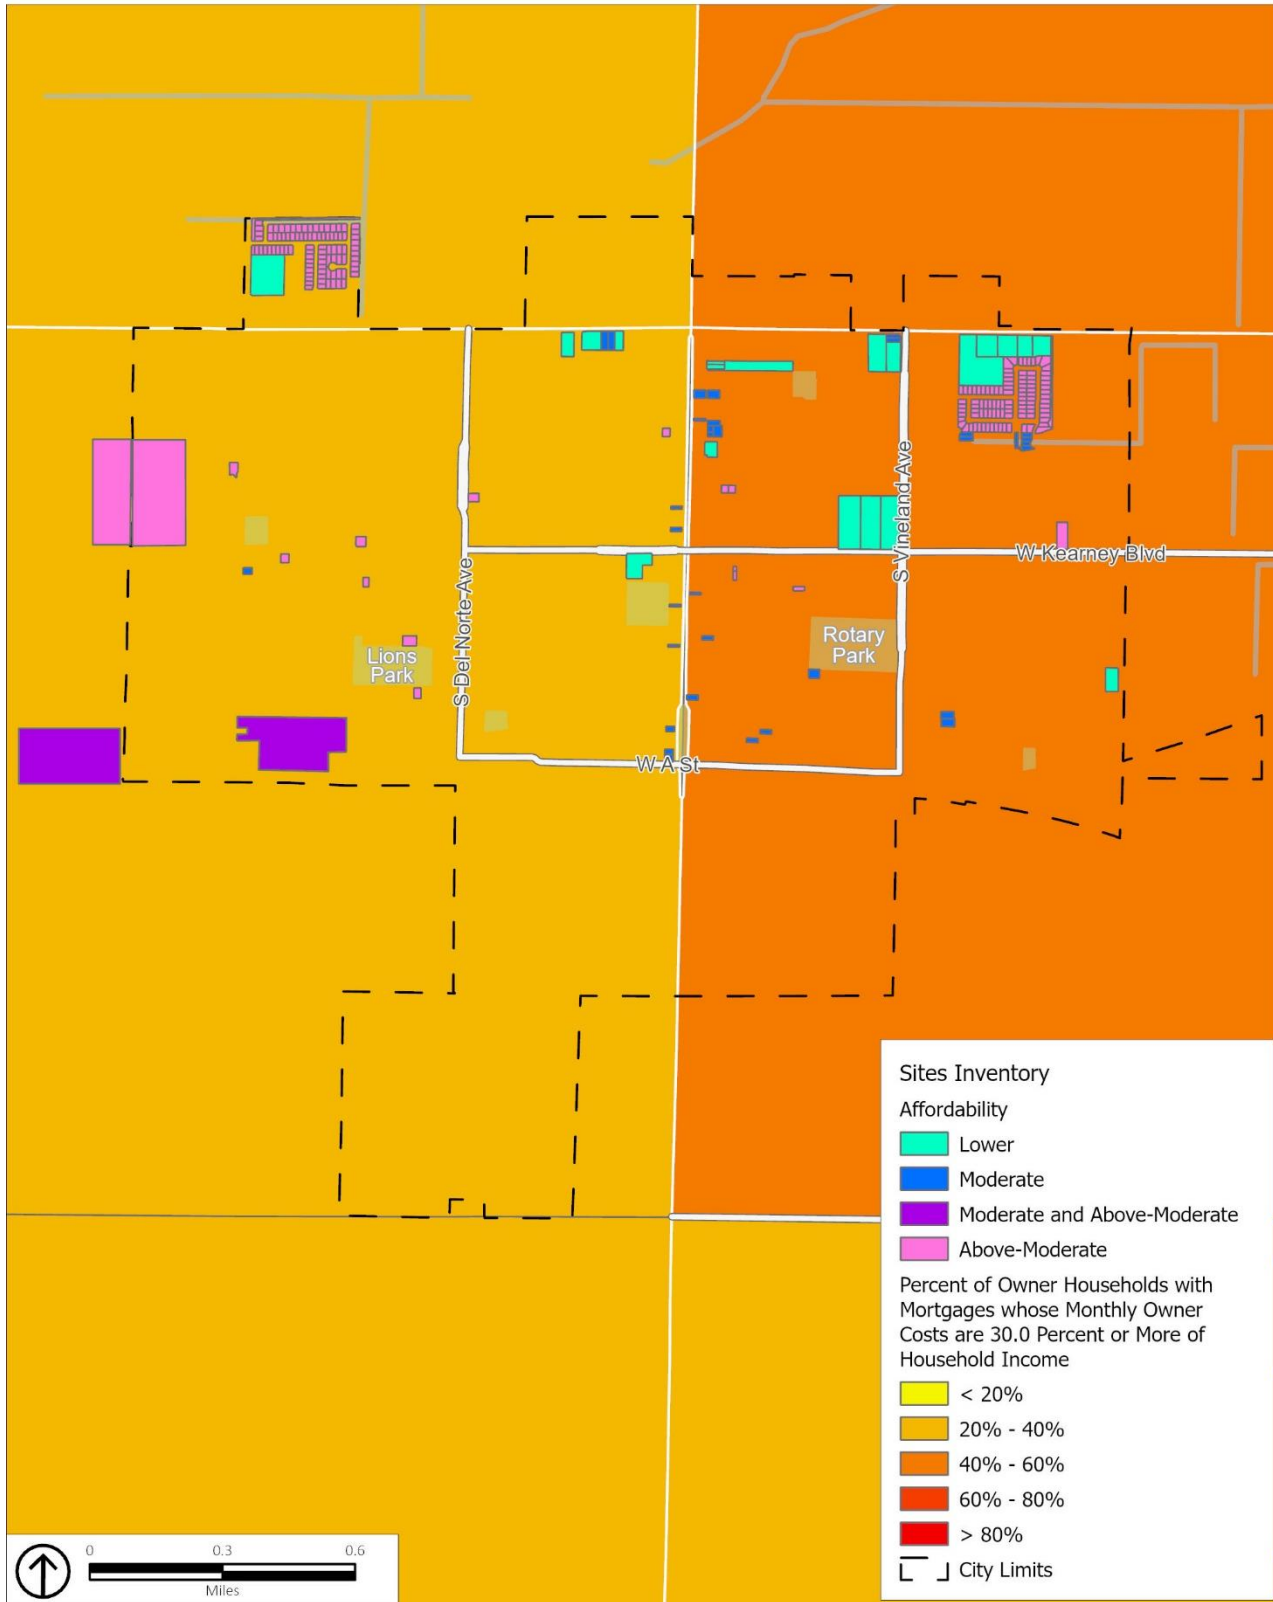 S Vineland Ave
W Kearney Blvd
S Del Norte Ave
Rotary
Park
Lions
Park
W A St
Sites Inventory
Affordability
Lower
Moderate
Moderate and Above-Moderate
Above-Moderate
Percent of Owner Households with
Mortgages whose Monthly Owner
Costs are 30.0 Percent or More of
Household Income
< 20%
20% - 40%
40% - 60%
60% - 80%
> 80%
City Limits
0 0.3 0.6
Miles